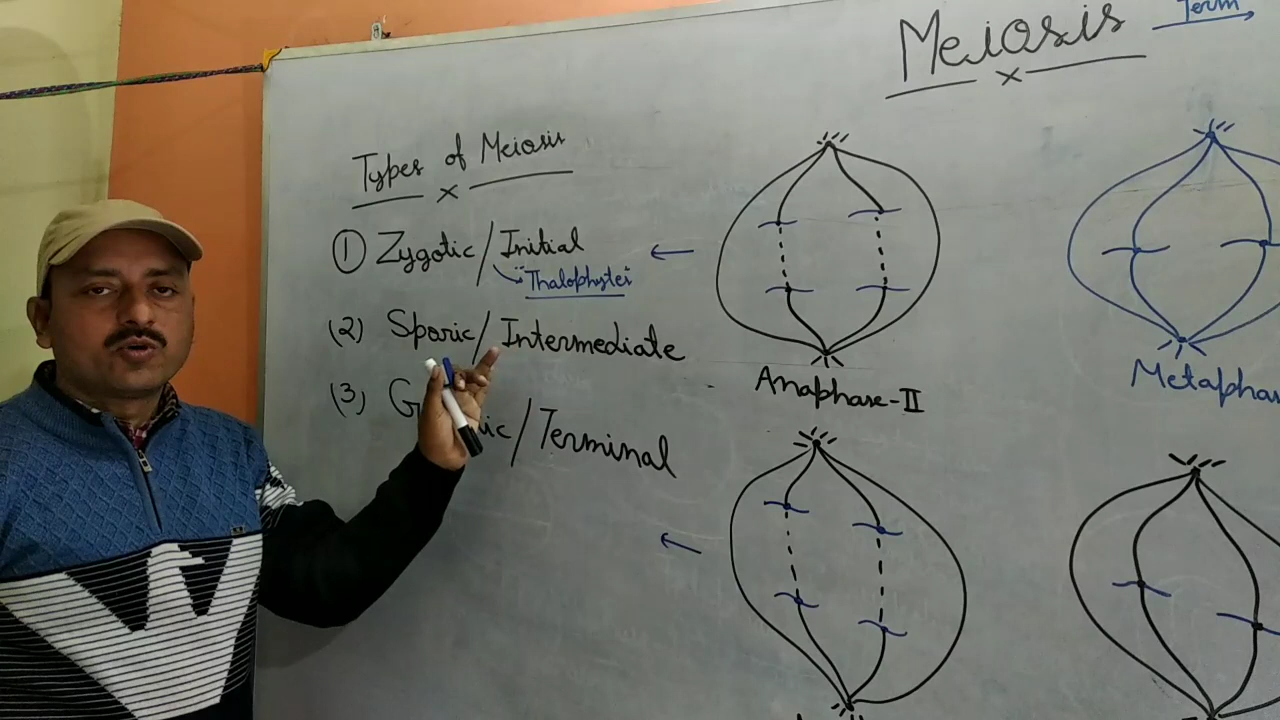 Meiosis
Term
Types of Meiosis
① Zygotic/Initial
Thalophytes
(2) Sporic/Intermediate
(3) G ic/Terminal
Anaphase-II
Metaphas